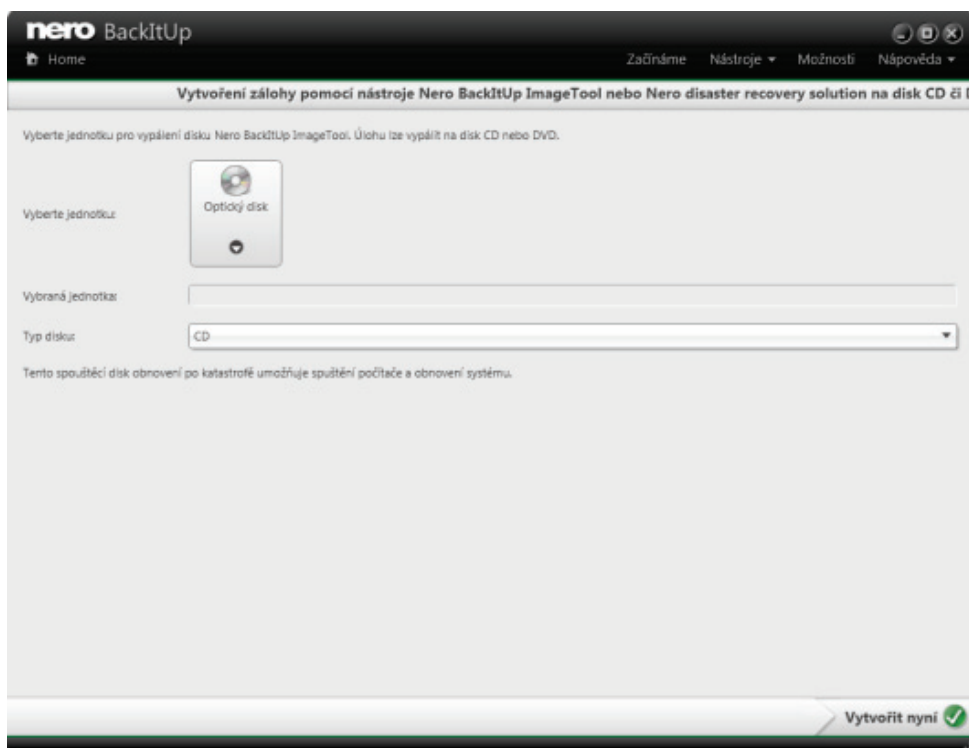 nero BackItUp
Home Začínáme Nástroje Možnosti Nápověda
Vytvoření zálohy pomocí nástroje Nero BackItUp ImageTool nebo Nero disaster recovery solution na disk CD či
Vyberte jednotku pro vypálení disku Nero BackItUp ImageTool. Úlohu lze vypálit na disk CD nebo DVD.
Optický disk
Vyberte jednotku:
Vybraná jednotka:
Typ disku: CD
Tento spouštěcí disk obnovení po katastrofě umožňuje spuštění počítače a obnovení systému.
Vytvořit nyní